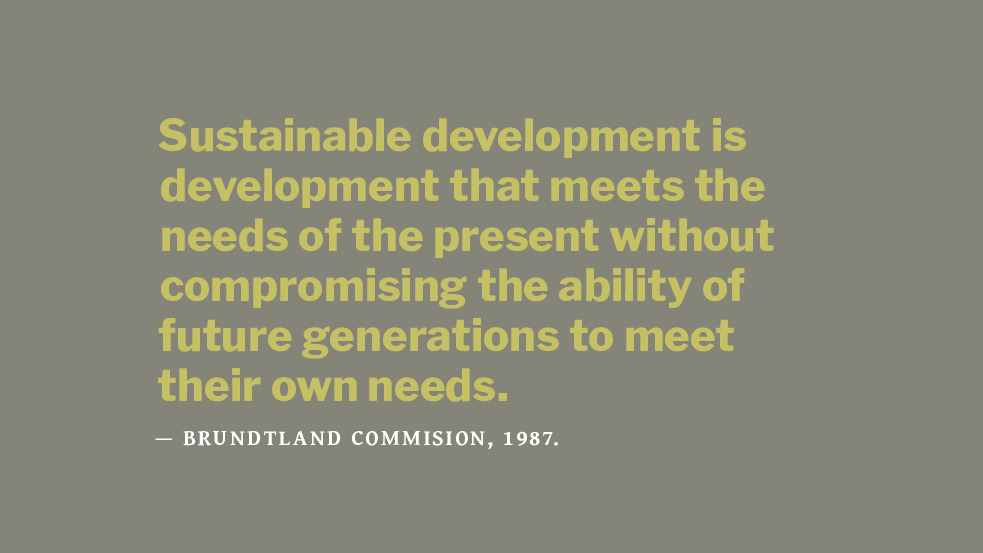 Sustainable development is
development that meets the
needs of the present without
compromising the ability of
future generations to meet
their own needs.
— BRUNDTLAND COMMISION, 1987.